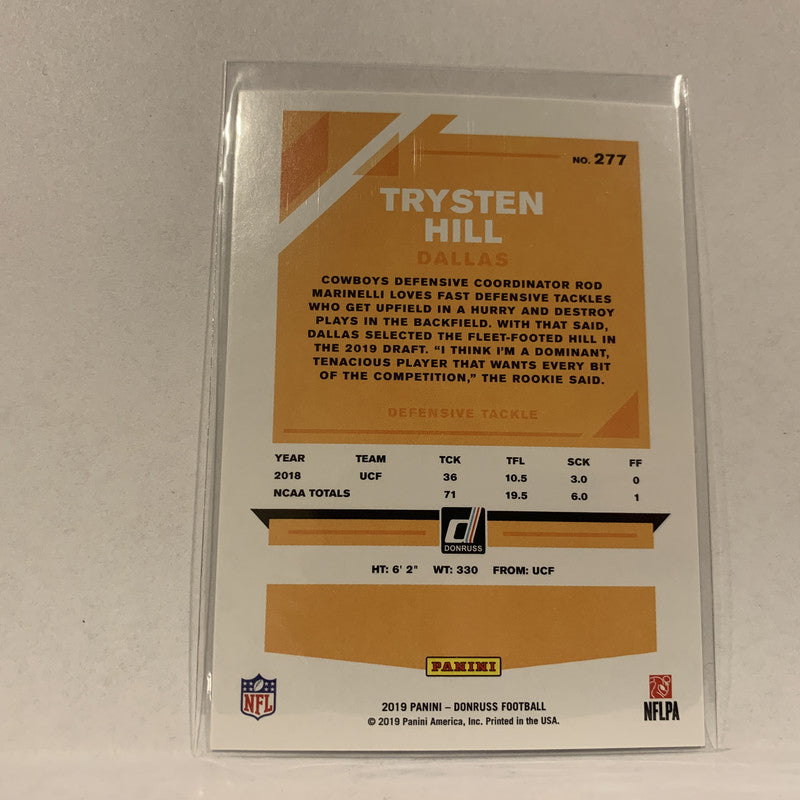 NO. 277
TRYSTEN
HILL
DALLAS
COWBOYS DEFENSIVE COORDINATOR ROD
MARINELLI LOVES FAST DEFENSIVE TACKLES
WHO GET UPFIELD IN A HURRY AND DESTROY
PLAYS IN THE BACKFIELD. WITH THAT SAID,
DALLAS SELECTED THE FLEET-FOOTED HILL IN
THE 2019 DRAFT. “I THINK I’M A DOMINANT,
TENACIOUS PLAYER THAT WANTS EVERY BIT
OF THE COMPETITION,” THE ROOKIE SAID.
DEFENSIVE TACKLE
YEAR TEAM TCK TFL SCK FF
2018 UCF 36 10.5 3.0 0
NCAA TOTALS 71 19.5 6.0 1
d
DONRUSS
HT: 6' 2" WT: 330 FROM: UCF
PANINI
NFL
2019 PANINI – DONRUSS FOOTBALL
© 2019 Panini America, Inc. Printed in the USA.
NFLPA